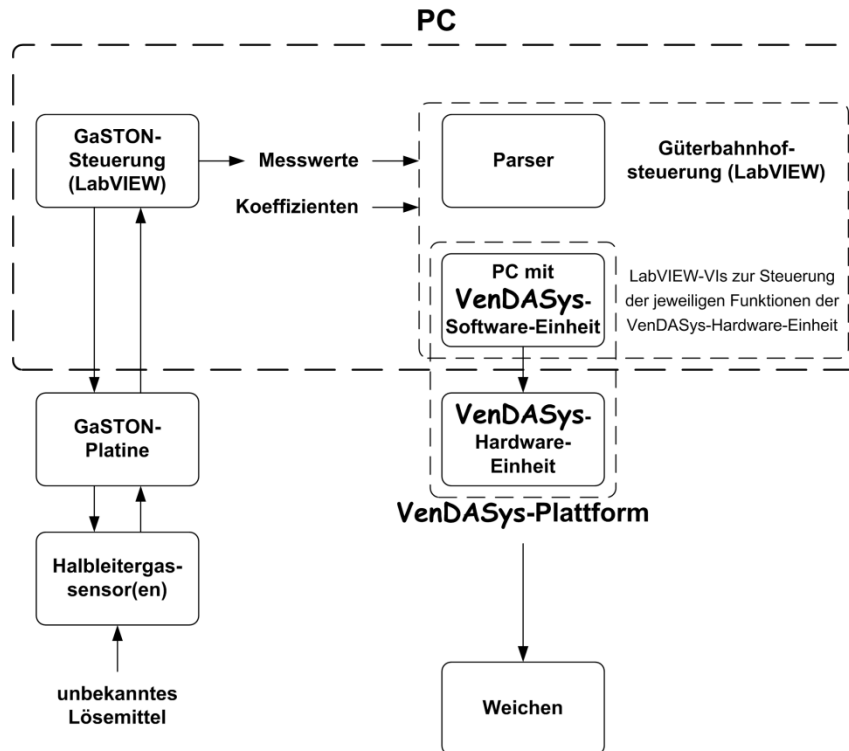 PC
GaSTON-
Steuerung
(LabVIEW)
Messwerte
Koeffizienten
Parser
Güterbahnhof-
steuerung (LabVIEW)
PC mit
VenDASys-
Software-Einheit
LabVIEW-VIs zur Steuerung
der jeweiligen Funktionen der
VenDASys-Hardware-Einheit
GaSTON-
Platine
VenDASys-
Hardware-
Einheit
VenDASys-Plattform
Halbleitergas-
sensor(en)
unbekanntes
Lösemittel
Weichen